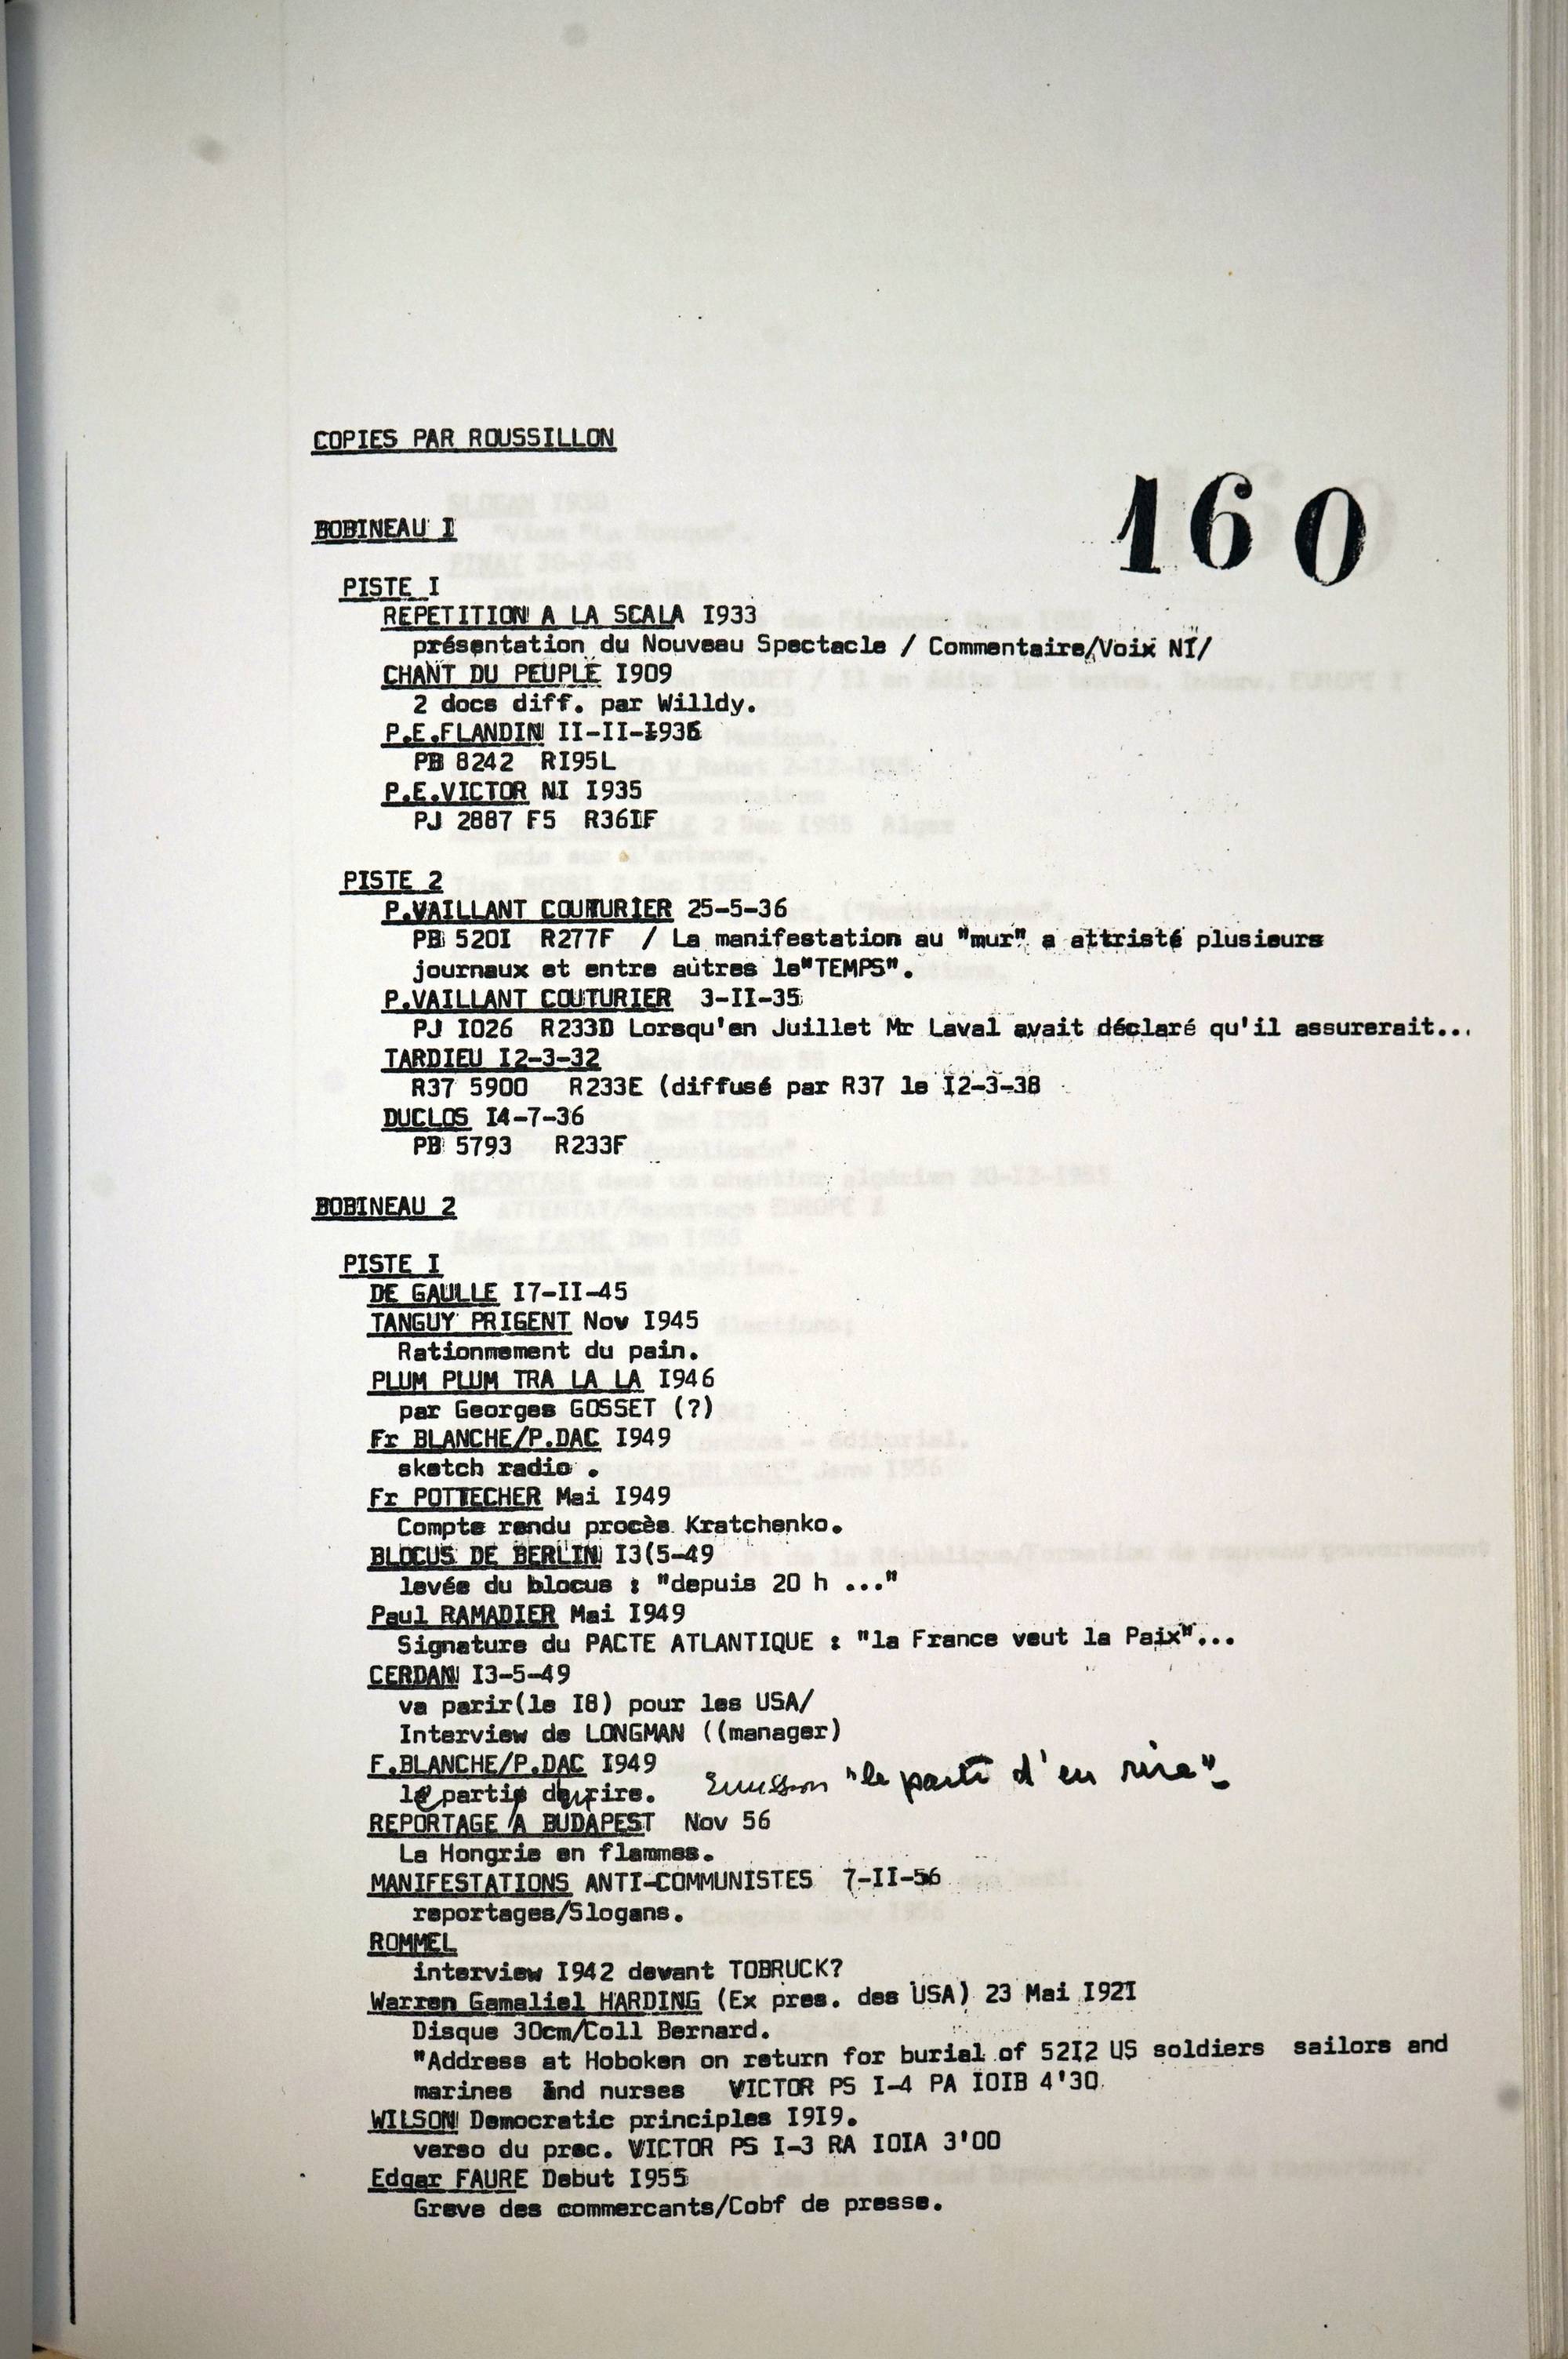 COPIES PAR ROUSSILLON
160
BOBINEAU I
PISTE I
REPETITION A LA SCALA I933
présentation du Nouveau Spectacle / Commentaire/Voix NI/
CHANT DU PEUPLE I909
2 docs diff. par Willdy.
P.E.FLANDIN II-II-I936
PB 8242 RI95L
P.E.VICTOR NI I935
PJ 2887 F5 R36IF
PISTE 2
P.VAILLANT COUTURIER 25-5-36
PB 520I R277F / La manifestation au "mur" a attristé plusieurs
journaux et entre autres le"TEMPS".
P.VAILLANT COUTURIER 3-II-35
PJ I026 R233D Lorsqu'en Juillet Mr Laval avait déclaré qu'il assurerait...
TARDIEU I2-3-32
R37 5900 R233E (diffusé par R37 le I2-3-38
DUCLOS I4-7-36
PB 5793 R233F
BOBINEAU 2
PISTE I
DE GAULLE I7-II-45
TANGUY PRIGENT Nov I945
Rationnement du pain.
PLUM PLUM TRA LA LA I946
par Georges GOSSET (?)
Fr BLANCHE/P.DAC I949
sketch radio .
Fr POTTECHER Mai I949
Compte rendu procès Kratchenko.
BLOCUS DE BERLIN I3(5-49
levée du blocus : "depuis 20 h ..."
Paul RAMADIER Mai I949
Signature du PACTE ATLANTIQUE : "la France veut la Paix"...
CERDAN I3-5-49
va parir(le I8) pour les USA/
Interview de LONGMAN ((manager)
F.BLANCHE/P.DAC I949
le partie de rire. Emission "le parti d'en rire"
REPORTAGE A BUDAPEST Nov 56
La Hongrie en flammes.
MANIFESTATIONS ANTI-COMMUNISTES 7-II-56
reportages/Slogans.
ROMMEL
interview I942 devant TOBRUCK?
Warren Gamaliel HARDING (Ex pres. des USA) 23 Mai I92I
Disque 30cm/Coll Bernard.
"Address at Hoboken on return for burial of 52I2 US soldiers sailors and
marines and nurses VICTOR PS I-4 PA IOIB 4'30
WILSON Democratic principles I9I9.
verso du prec. VICTOR PS I-3 RA IOIA 3'00
Edgar FAURE Debut I955
Greve des commercants/Cobf de presse.